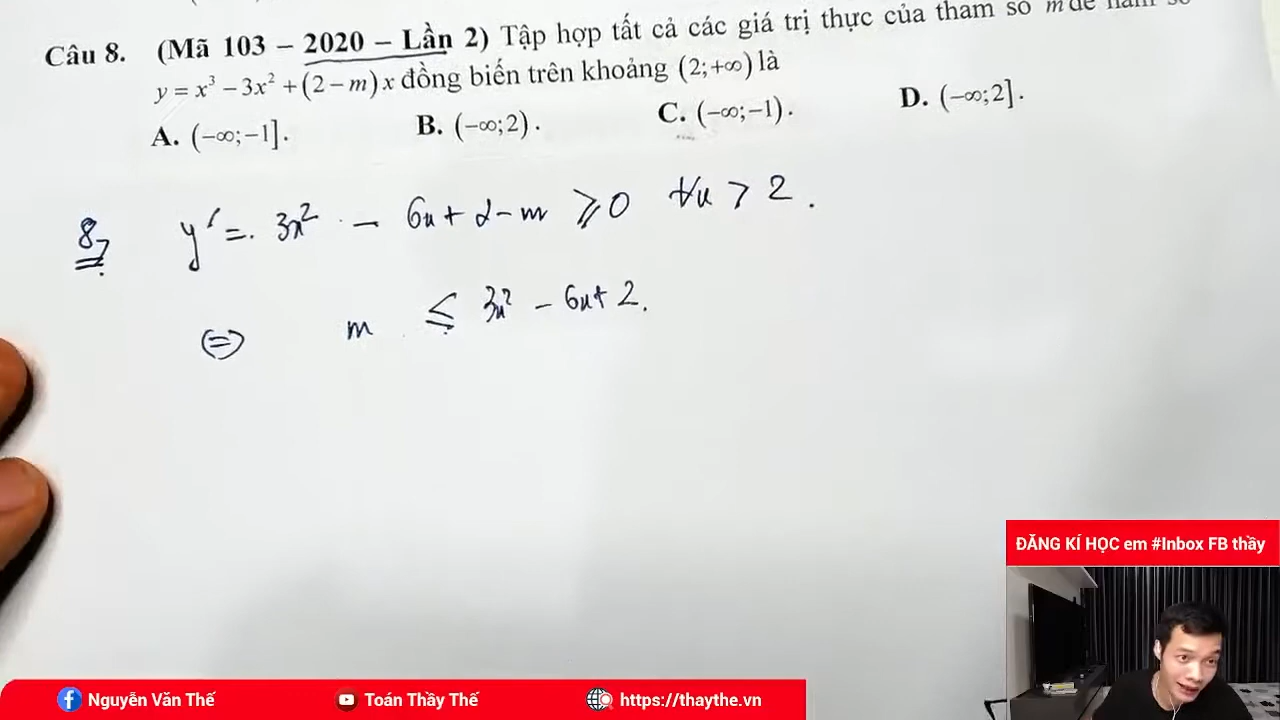 Câu 8. (Mã 103 – 2020 – Lần 2) Tập hợp tất cả các giá trị thực của tham số m để hàm số
y = x³ – 3x² + (2 – m)x đồng biến trên khoảng (2;+∞) là
A. (–∞;–1]. B. (–∞;2). C. (–∞;–1). D. (–∞;2].
8, y' = 3x² – 6x + 2 – m ⩾ 0 ∀x > 2.
⇔ m ≤ 3x² – 6x + 2.
ĐĂNG KÍ HỌC em #Inbox FB thầy
Nguyễn Văn Thế Toán Thầy Thế https://thaythe.vn